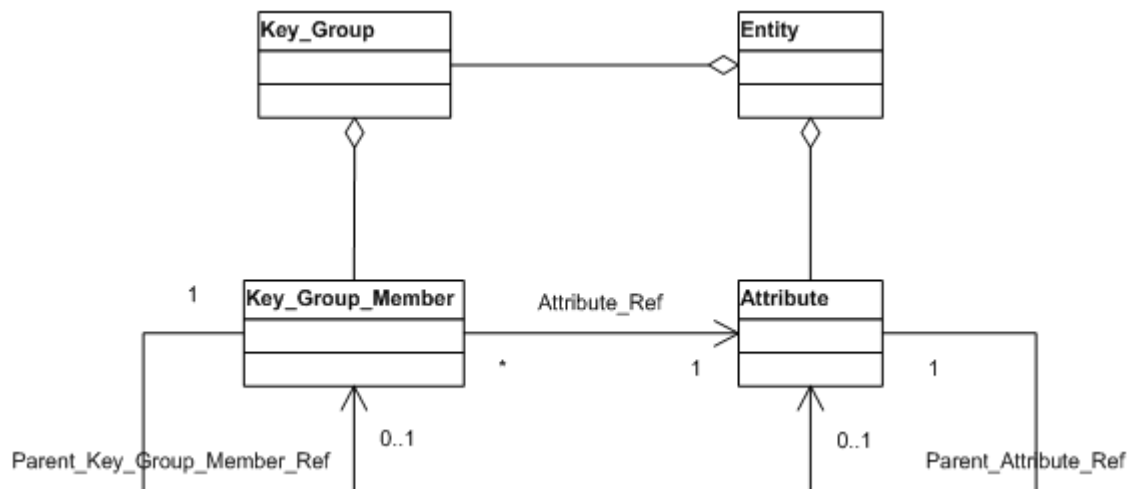 Key_Group
Entity
Key_Group_Member
Attribute_Ref
Attribute
1
*
1
1
0..1
0..1
Parent_Key_Group_Member_Ref
Parent_Attribute_Ref